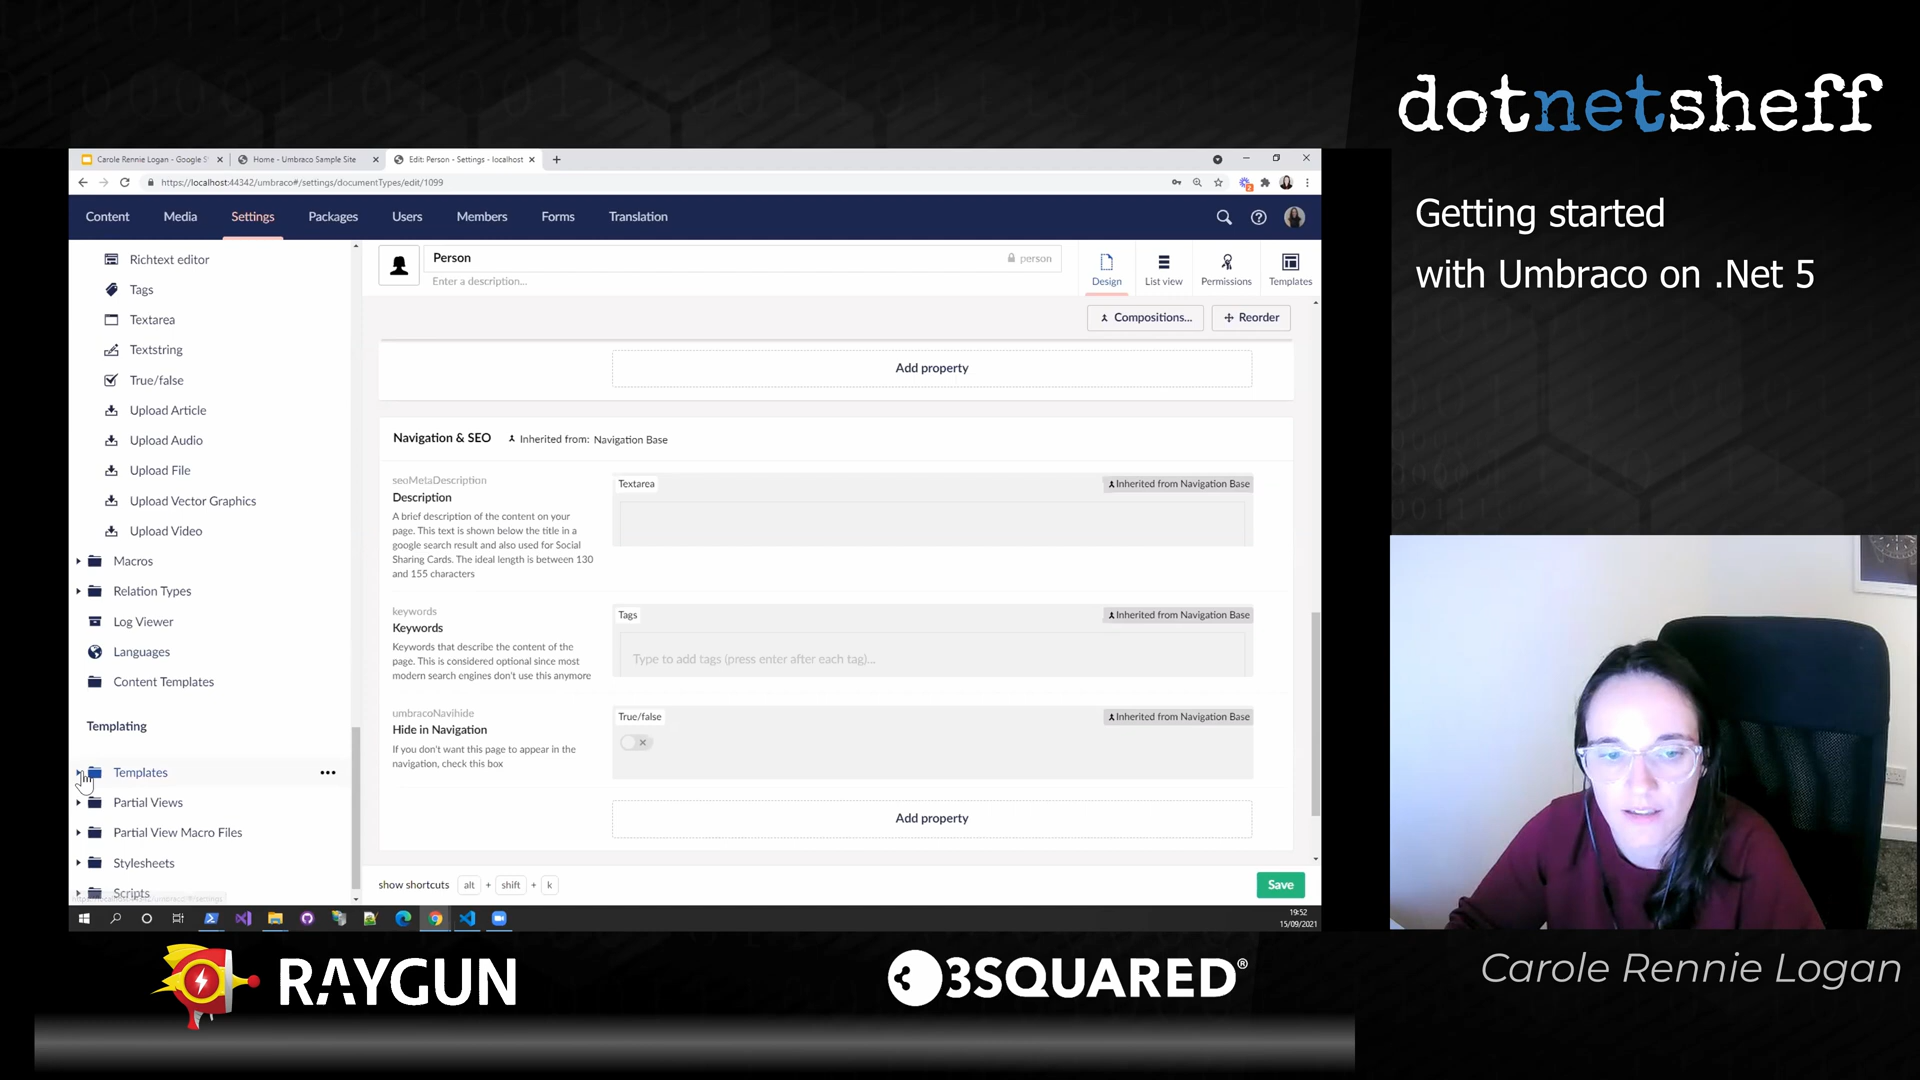 dotnetsheff
Getting started
with Umbraco on .Net 5
Carole Rennie Logan - Google S
Home - Umbraco Sample Site
Edit: Person - Settings - localhost
https://localhost:44342/umbraco#/settings/documentTypes/edit/1099
Content
Media
Settings
Packages
Users
Members
Forms
Translation
Richtext editor
Tags
Textarea
Textstring
True/false
Upload Article
Upload Audio
Upload File
Upload Vector Graphics
Upload Video
Macros
Relation Types
Log Viewer
Languages
Content Templates
Templating
Templates
Partial Views
Partial View Macro Files
Stylesheets
Scripts
Person
person
Enter a description...
Design
List view
Permissions
Templates
Compositions...
Reorder
Add property
Navigation & SEO
Inherited from: Navigation Base
seoMetaDescription
Description
A brief description of the content on your
page. This text is shown below the title in a
google search result and also used for Social
Sharing Cards. The ideal length is between 130
and 155 characters
Textarea
Inherited from Navigation Base
keywords
Keywords
Keywords that describe the content of the
page. This is considered optional since most
modern search engines don't use this anymore
Tags
Inherited from Navigation Base
Type to add tags (press enter after each tag)...
umbracoNavihide
Hide in Navigation
If you don't want this page to appear in the
navigation, check this box
True/false
Inherited from Navigation Base
Add property
show shortcuts alt + shift + k
Save
19:52
15/09/2021
RAYGUN
3SQUARED®
Carole Rennie Logan